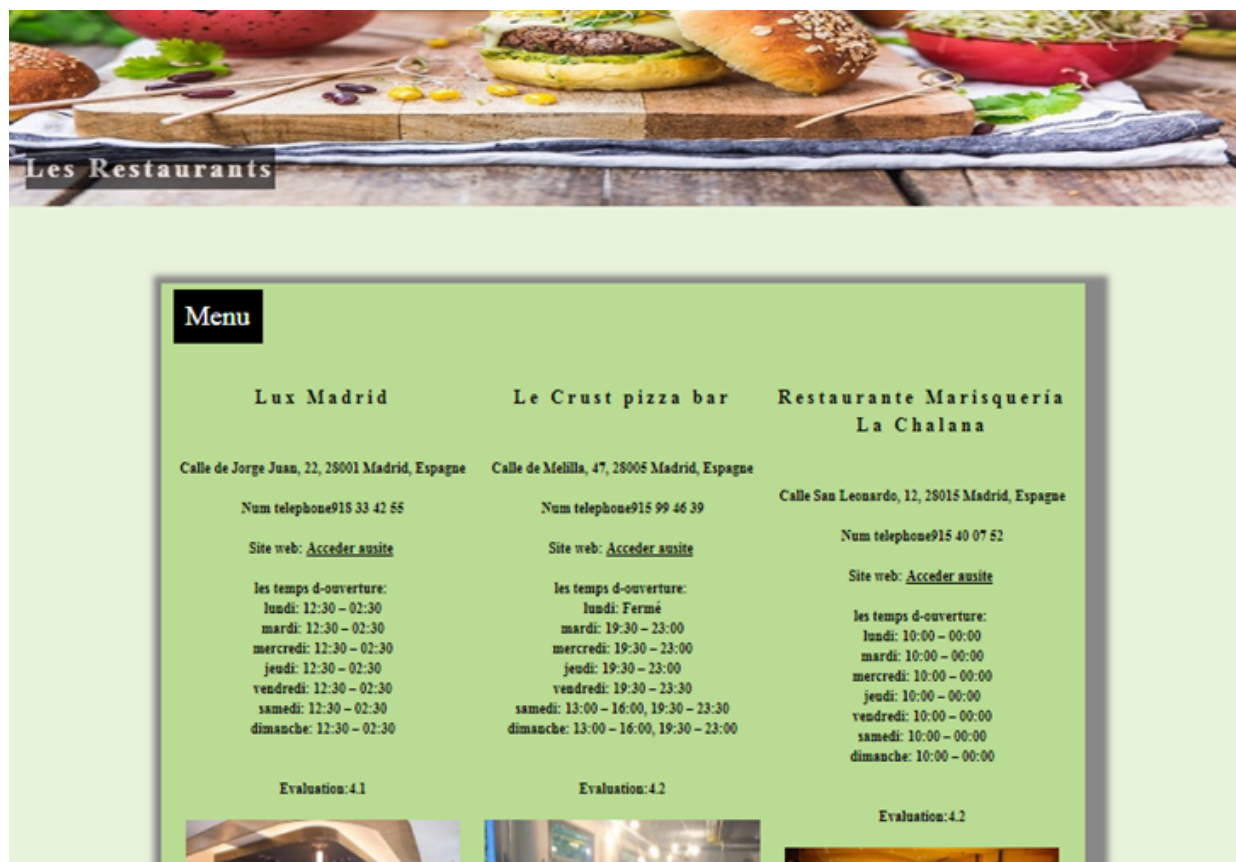 Les Restaurants
Menu
Lux Madrid
Calle de Jorge Juan, 22, 28001 Madrid, Espagne
Num telephone918 33 42 55
Site web: Acceder ausite
les temps d-ouverture:
lundi: 12:30 – 02:30
mardi: 12:30 – 02:30
mercredi: 12:30 – 02:30
jeudi: 12:30 – 02:30
vendredi: 12:30 – 02:30
samedi: 12:30 – 02:30
dimanche: 12:30 – 02:30
Evaluation:4.1
Le Crust pizza bar
Calle de Melilla, 47, 28005 Madrid, Espagne
Num telephone915 99 46 39
Site web: Acceder ausite
les temps d-ouverture:
lundi: Fermé
mardi: 19:30 – 23:00
mercredi: 19:30 – 23:00
jeudi: 19:30 – 23:00
vendredi: 19:30 – 23:30
samedi: 13:00 – 16:00, 19:30 – 23:30
dimanche: 13:00 – 16:00, 19:30 – 23:00
Evaluation:4.2
Restaurante Marisquería
La Chalana
Calle San Leonardo, 12, 28015 Madrid, Espagne
Num telephone915 40 07 52
Site web: Acceder ausite
les temps d-ouverture:
lundi: 10:00 – 00:00
mardi: 10:00 – 00:00
mercredi: 10:00 – 00:00
jeudi: 10:00 – 00:00
vendredi: 10:00 – 00:00
samedi: 10:00 – 00:00
dimanche: 10:00 – 00:00
Evaluation:4.2